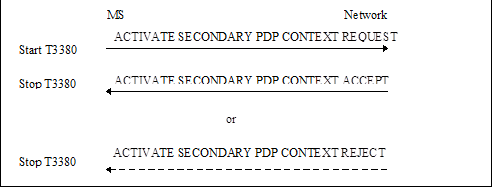 MS Network
ACTIVATE SECONDARY PDP CONTEXT REQUEST
Start T3380
Stop T3380 ACTIVATE SECONDARY PDP CONTEXT ACCEPT
or
ACTIVATE SECONDARY PDP CONTEXT REJECT
Stop T3380